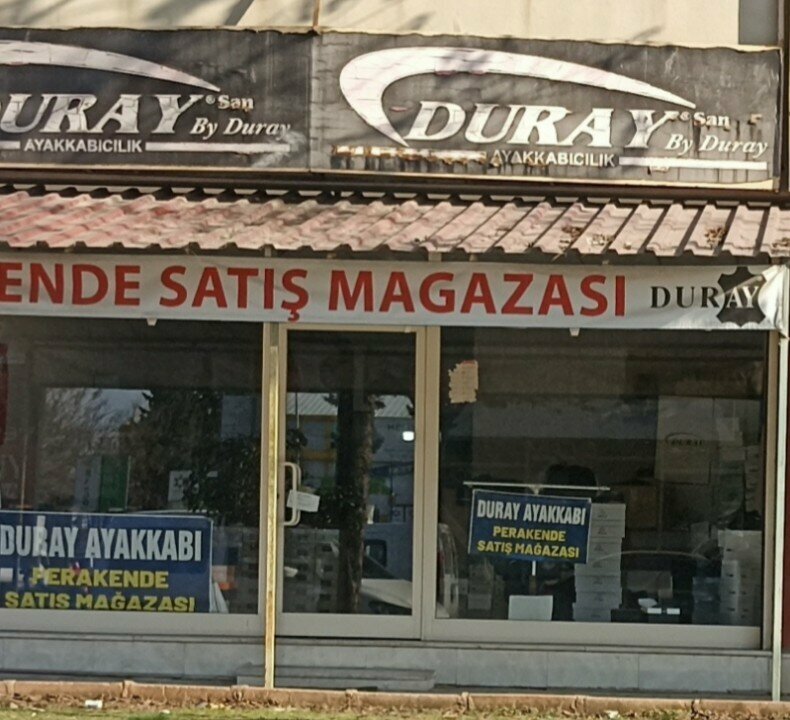 URAY® San
By Duray
AYAKKABICILIK
DURAY® San
By Duray
AYAKKABICILIK
ENDE SATIŞ MAGAZASI DURAY
DURAY AYAKKABI
PERAKENDE
SATIŞ MAĞAZASI
DURAY AYAKKABI
PERAKENDE
SATIŞ MAĞAZASI
DURAY